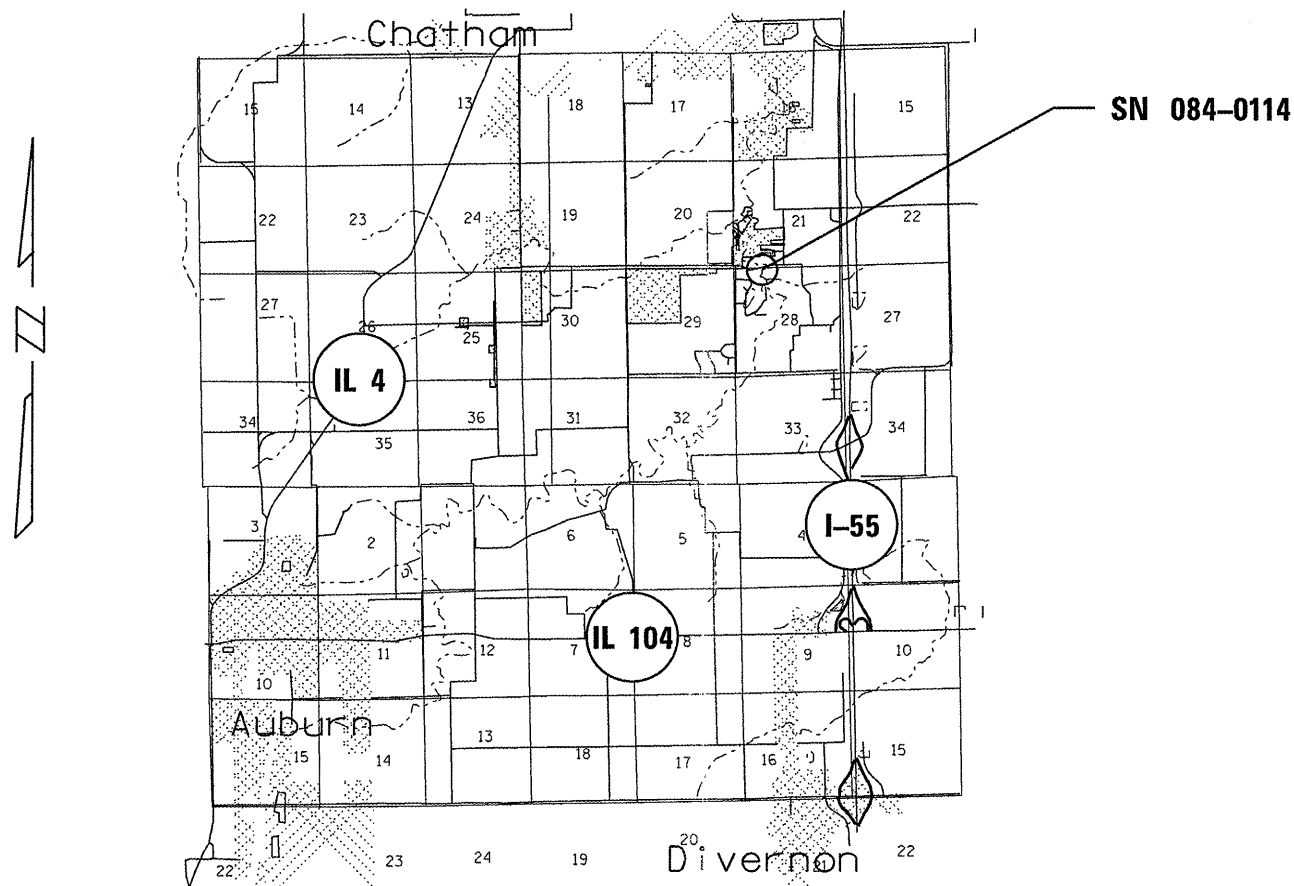 Chatham
SN 084-0114
15 14 13 18 17 16 15
22 23 24 19 20 21 22
27 26 25 30 29 28 27
N
IL 4
34 35 36 31 32 33 34
3 2 6 5 4
I-55
IL 104
10 11 12 7 8 9 10
Auburn
15 14 13 18 17 16 15
22 23 24 19 20 21 22
Divernon